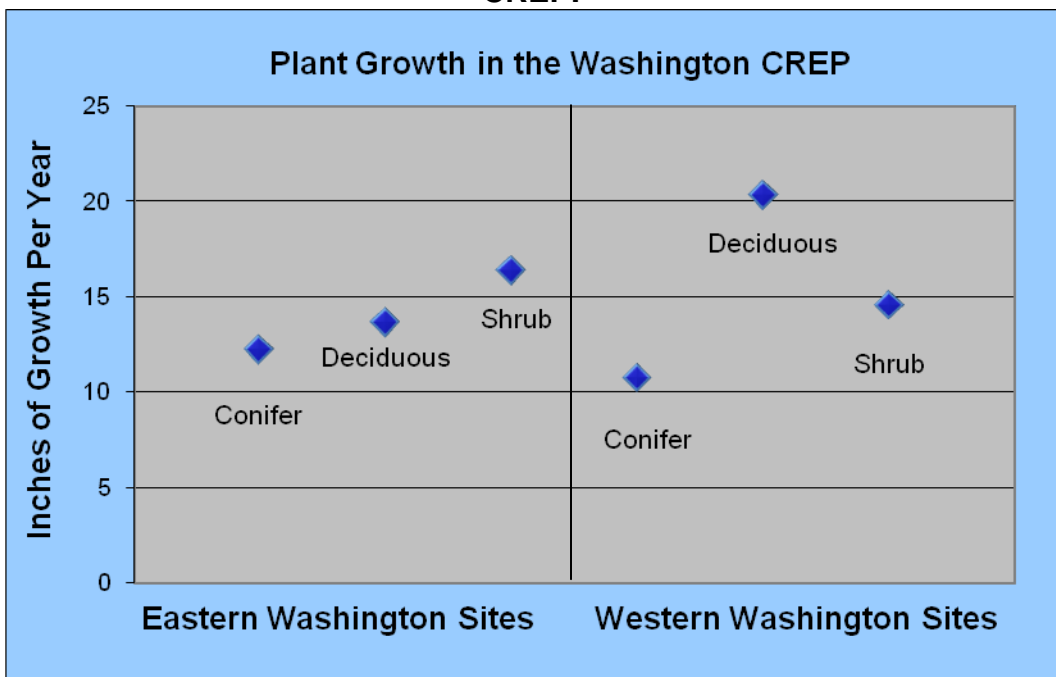 Plant Growth in the Washington CREP
Inches of Growth Per Year
25
20
15
10
5
0
Conifer
Deciduous
Shrub
Conifer
Deciduous
Shrub
Eastern Washington Sites
Western Washington Sites